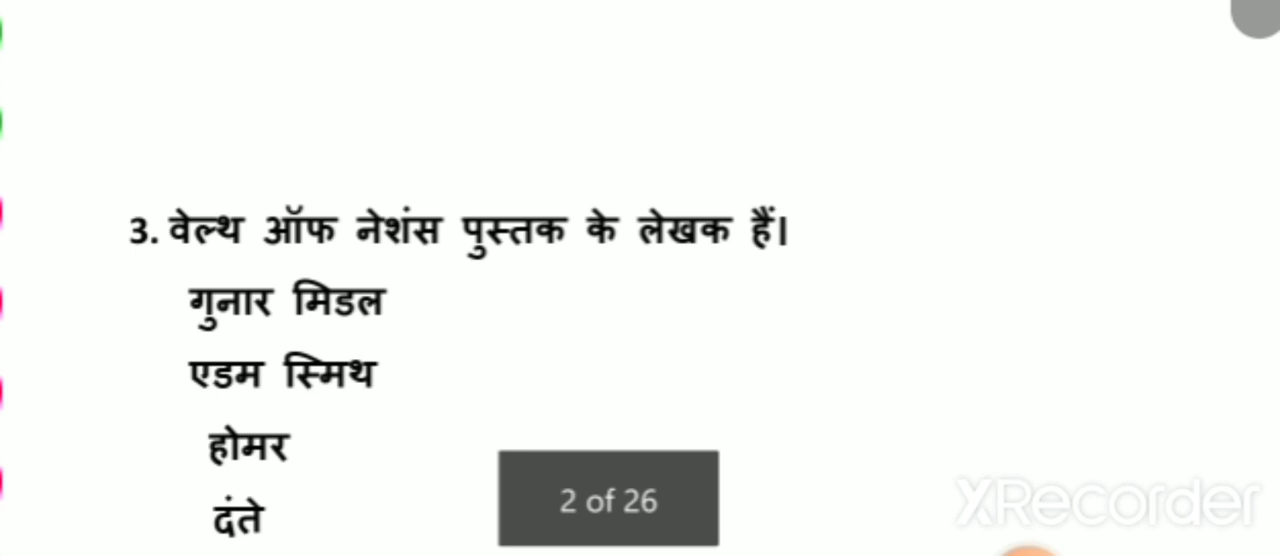 3. वेल्थ ऑफ नेशंस पुस्तक के लेखक हैं।
गुनार मिडल
एडम स्मिथ
होमर
दंते
2 of 26
XRecorder